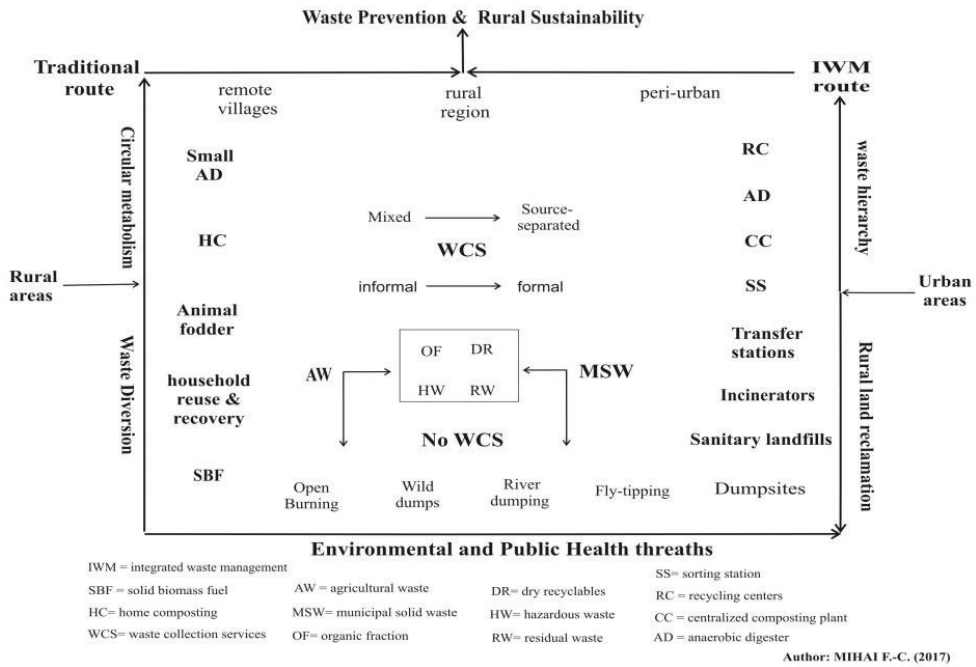 Waste Prevention & Rural Sustainability
Traditional
route
IWM
route
remote
villages
rural
region
peri-urban
Circular metabolism
Waste Diversion
waste hierarchy
Rural land reclamation
Rural
areas
Urban
areas
Small
AD
HC
Animal
fodder
household
reuse &
recovery
SBF
Mixed
Source-
separated
WCS
informal
formal
AW
OF DR
HW RW
MSW
No WCS
RC
AD
CC
SS
Transfer
stations
Incinerators
Sanitary landfills
Open
Burning
Wild
dumps
River
dumping
Fly-tipping
Dumpsites
Environmental and Public Health threaths
IWM = integrated waste management
SBF = solid biomass fuel
HC= home composting
WCS= waste collection services
AW = agricultural waste
MSW= municipal solid waste
OF= organic fraction
DR= dry recyclables
HW= hazardous waste
RW= residual waste
SS= sorting station
RC= recycling centers
CC = centralized composting plant
AD = anaerobic digester
Author: MIHAI F.-C. (2017)